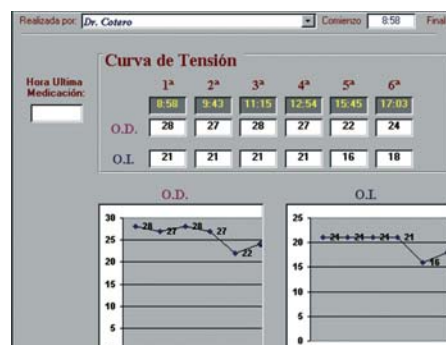 Realizada por: Dr. Cotero Comienzo 8:58 Final
Curva de Tensión
Hora Ultima
Medicación:
1ª 2ª 3ª 4ª 5ª 6ª
8:58 9:43 11:15 12:54 15:45 17:03
O.D. 28 27 28 27 22 24
O.I. 21 21 21 21 16 18
O.D. O.I.
30
25
20
15
10
5
28 27 28 27 22 24
25
20
15
10
5
0
21 21 21 21 16 18